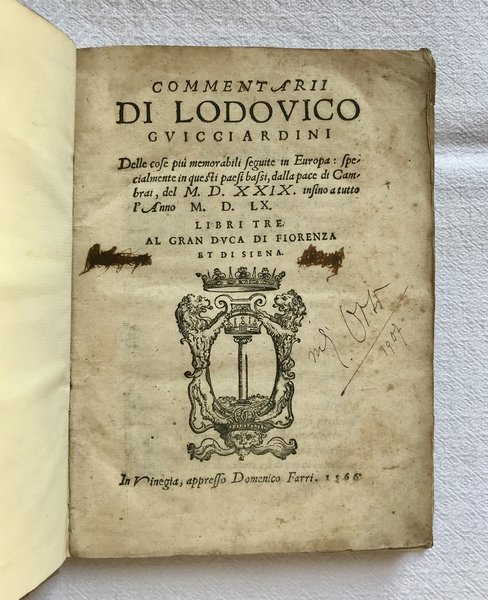 COMMENTARII
DI LODOVICO
GVICCIARDINI
Delle cose più memorabili seguite in Europa: spe-
cialmente in questi paesi bassi, dalla pace di Cam-
brai, del M. D. XXIX. insino a tutto
l'Anno M. D. LX.
LIBRI TRE.
AL GRAN DVCA DI FIORENZA
ET DI SIENA.
1907
In Vinegia, appresso Domenico Farri. 1566